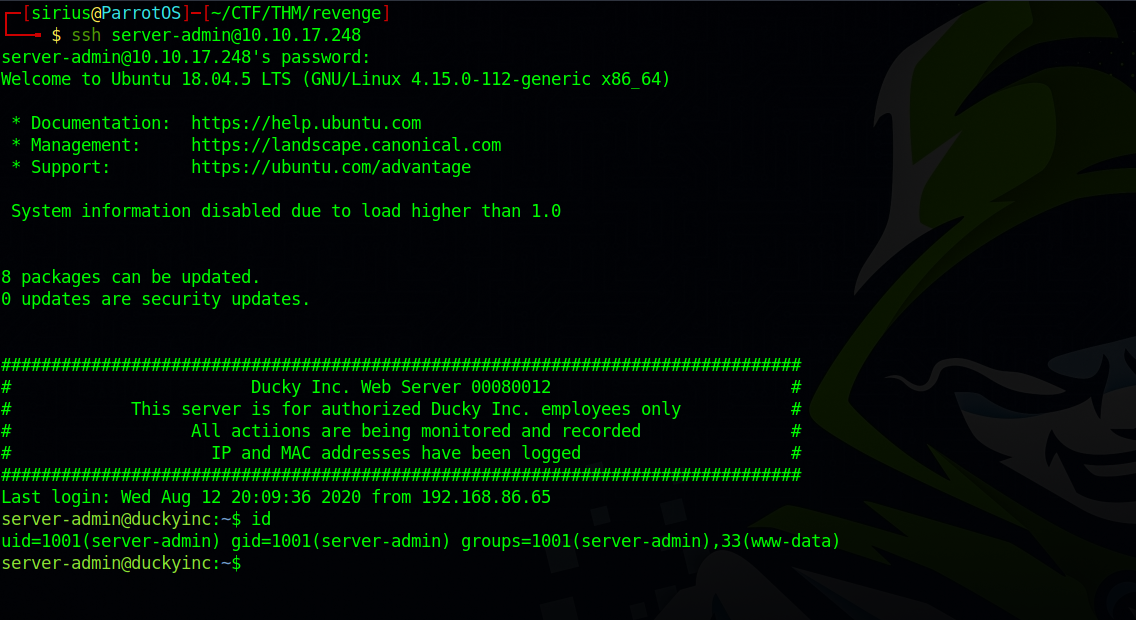 ┌─[sirius@ParrotOS]─[~/CTF/THM/revenge]
└──╼ $ ssh server-admin@10.10.17.248
server-admin@10.10.17.248's password:
Welcome to Ubuntu 18.04.5 LTS (GNU/Linux 4.15.0-112-generic x86_64)
 * Documentation:  https://help.ubuntu.com
 * Management:     https://landscape.canonical.com
 * Support:        https://ubuntu.com/advantage
 System information disabled due to load higher than 1.0
8 packages can be updated.
0 updates are security updates.
################################################################################
#                        Ducky Inc. Web Server 00080012                        #
#            This server is for authorized Ducky Inc. employees only           #
#                  All actiions are being monitored and recorded               #
#                    IP and MAC addresses have been logged                     #
################################################################################
Last login: Wed Aug 12 20:09:36 2020 from 192.168.86.65
server-admin@duckyinc:~$ id
uid=1001(server-admin) gid=1001(server-admin) groups=1001(server-admin),33(www-data)
server-admin@duckyinc:~$